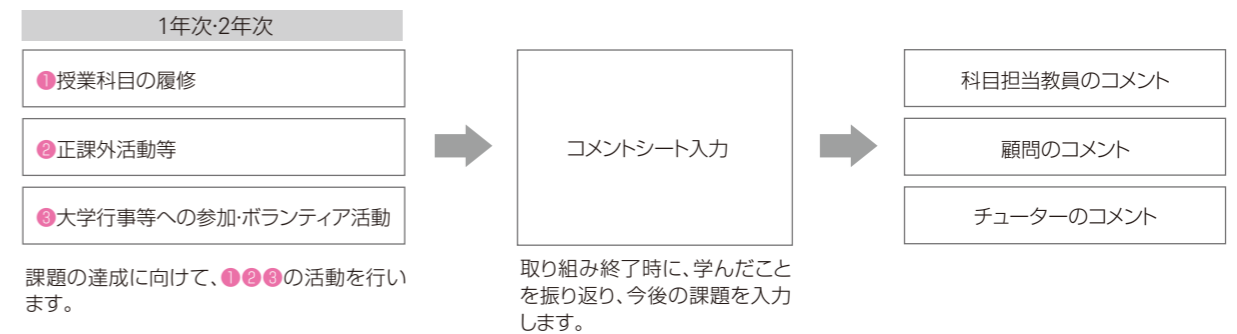 1年次・2年次
❶授業科目の履修
❷正課外活動等
❸大学行事等への参加・ボランティア活動
課題の達成に向けて、❶❷❸の活動を行い
ます。
コメントシート入力
取り組み終了時に、学んだこと
を振り返り、今後の課題を入力
します。
科目担当教員のコメント
顧問のコメント
チューターのコメント